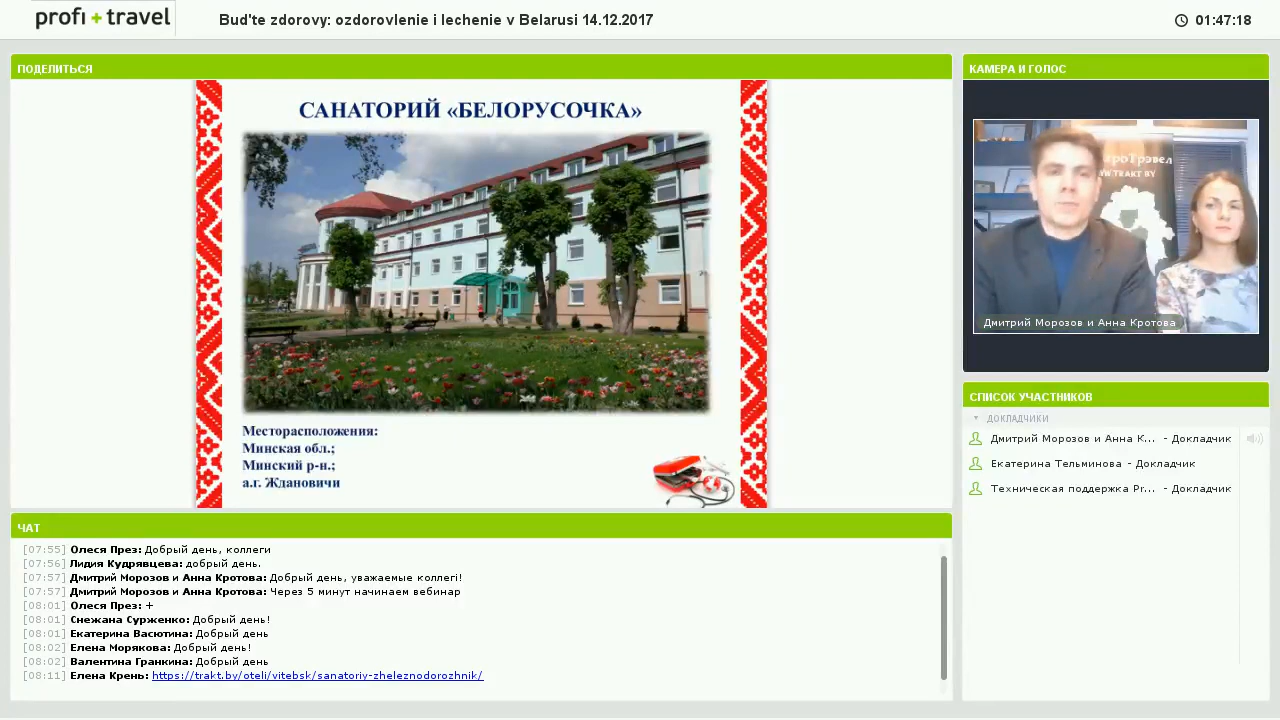 profi + travel
Bud'te zdorovy: ozdorovlenie i lechenie v Belarusi 14.12.2017
01:47:18
ПОДЕЛИТЬСЯ
САНАТОРИЙ «БЕЛОРУСОЧКА»
Месторасположения:
Минская обл.;
Минский р-н.;
а.г. Ждановичи
КАМЕРА И ГОЛОС
WW.TRAKT.BY
Дмитрий Морозов и Анна Кротова
СПИСОК УЧАСТНИКОВ
ДОКЛАДЧИКИ
Дмитрий Морозов и Анна К... - Докладчик
Екатерина Тельминова - Докладчик
Техническая поддержка Pr... - Докладчик
ЧАТ
[07:55] Олеся През: Добрый день, коллеги
[07:56] Лидия Кудрявцева: добрый день.
[07:57] Дмитрий Морозов и Анна Кротова: Добрый день, уважаемые коллегі!
[07:57] Дмитрий Морозов и Анна Кротова: Через 5 минут начинаем вебинар
[08:01] Олеся През: +
[08:01] Снежана Сурженко: Добрый день!
[08:01] Екатерина Васютина: Добрый день
[08:02] Елена Морякова: Добрый день!
[08:02] Валентина Гранкина: Добрый день
[08:11] Елена Крень: https://trakt.by/oteli/vitebsk/sanatoriy-zheleznodorozhnik/